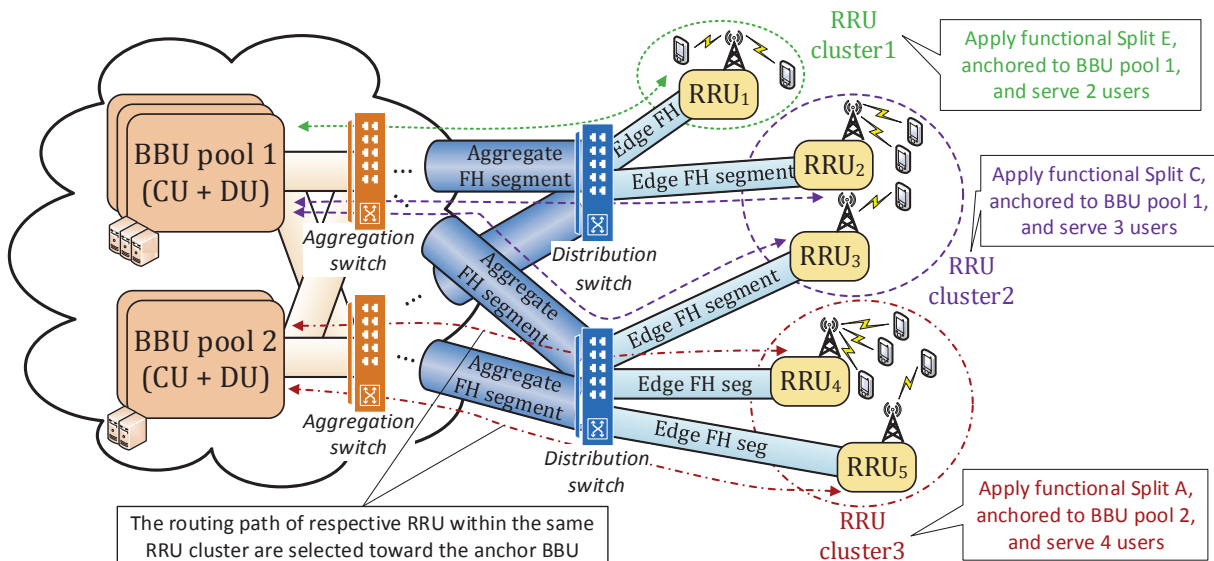 RRU
cluster1
Apply functional Split E,
anchored to BBU pool 1,
and serve 2 users
RRU₁
Edge FH
BBU pool 1
(CU + DU)
...
Aggregate
FH segment
Edge FH segment
RRU₂
Apply functional Split C,
anchored to BBU pool 1,
and serve 3 users
Aggregation
switch
Distribution
switch
RRU₃
RRU
cluster2
...
Aggregate
FH segment
Edge FH segment
...
BBU pool 2
(CU + DU)
...
Aggregate
FH segment
Edge FH seg
RRU₄
Aggregation
switch
Edge FH seg
Distribution
switch
RRU₅
RRU
cluster3
Apply functional Split A,
anchored to BBU pool 2,
and serve 4 users
The routing path of respective RRU within the same
RRU cluster are selected toward the anchor BBU